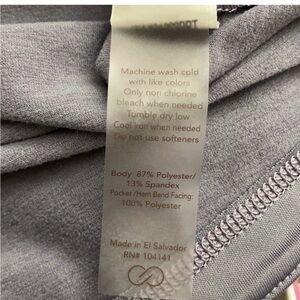 Machine wash cold
with like colors
Only non chlorine
bleach when needed
Tumble dry low
Cool iron when needed
Do not use softeners
Body: 87% Polyester/
13% Spandex
Pocket /Hem Band Facing:
100% Polyester
Made in El Salvador
RN# 104141